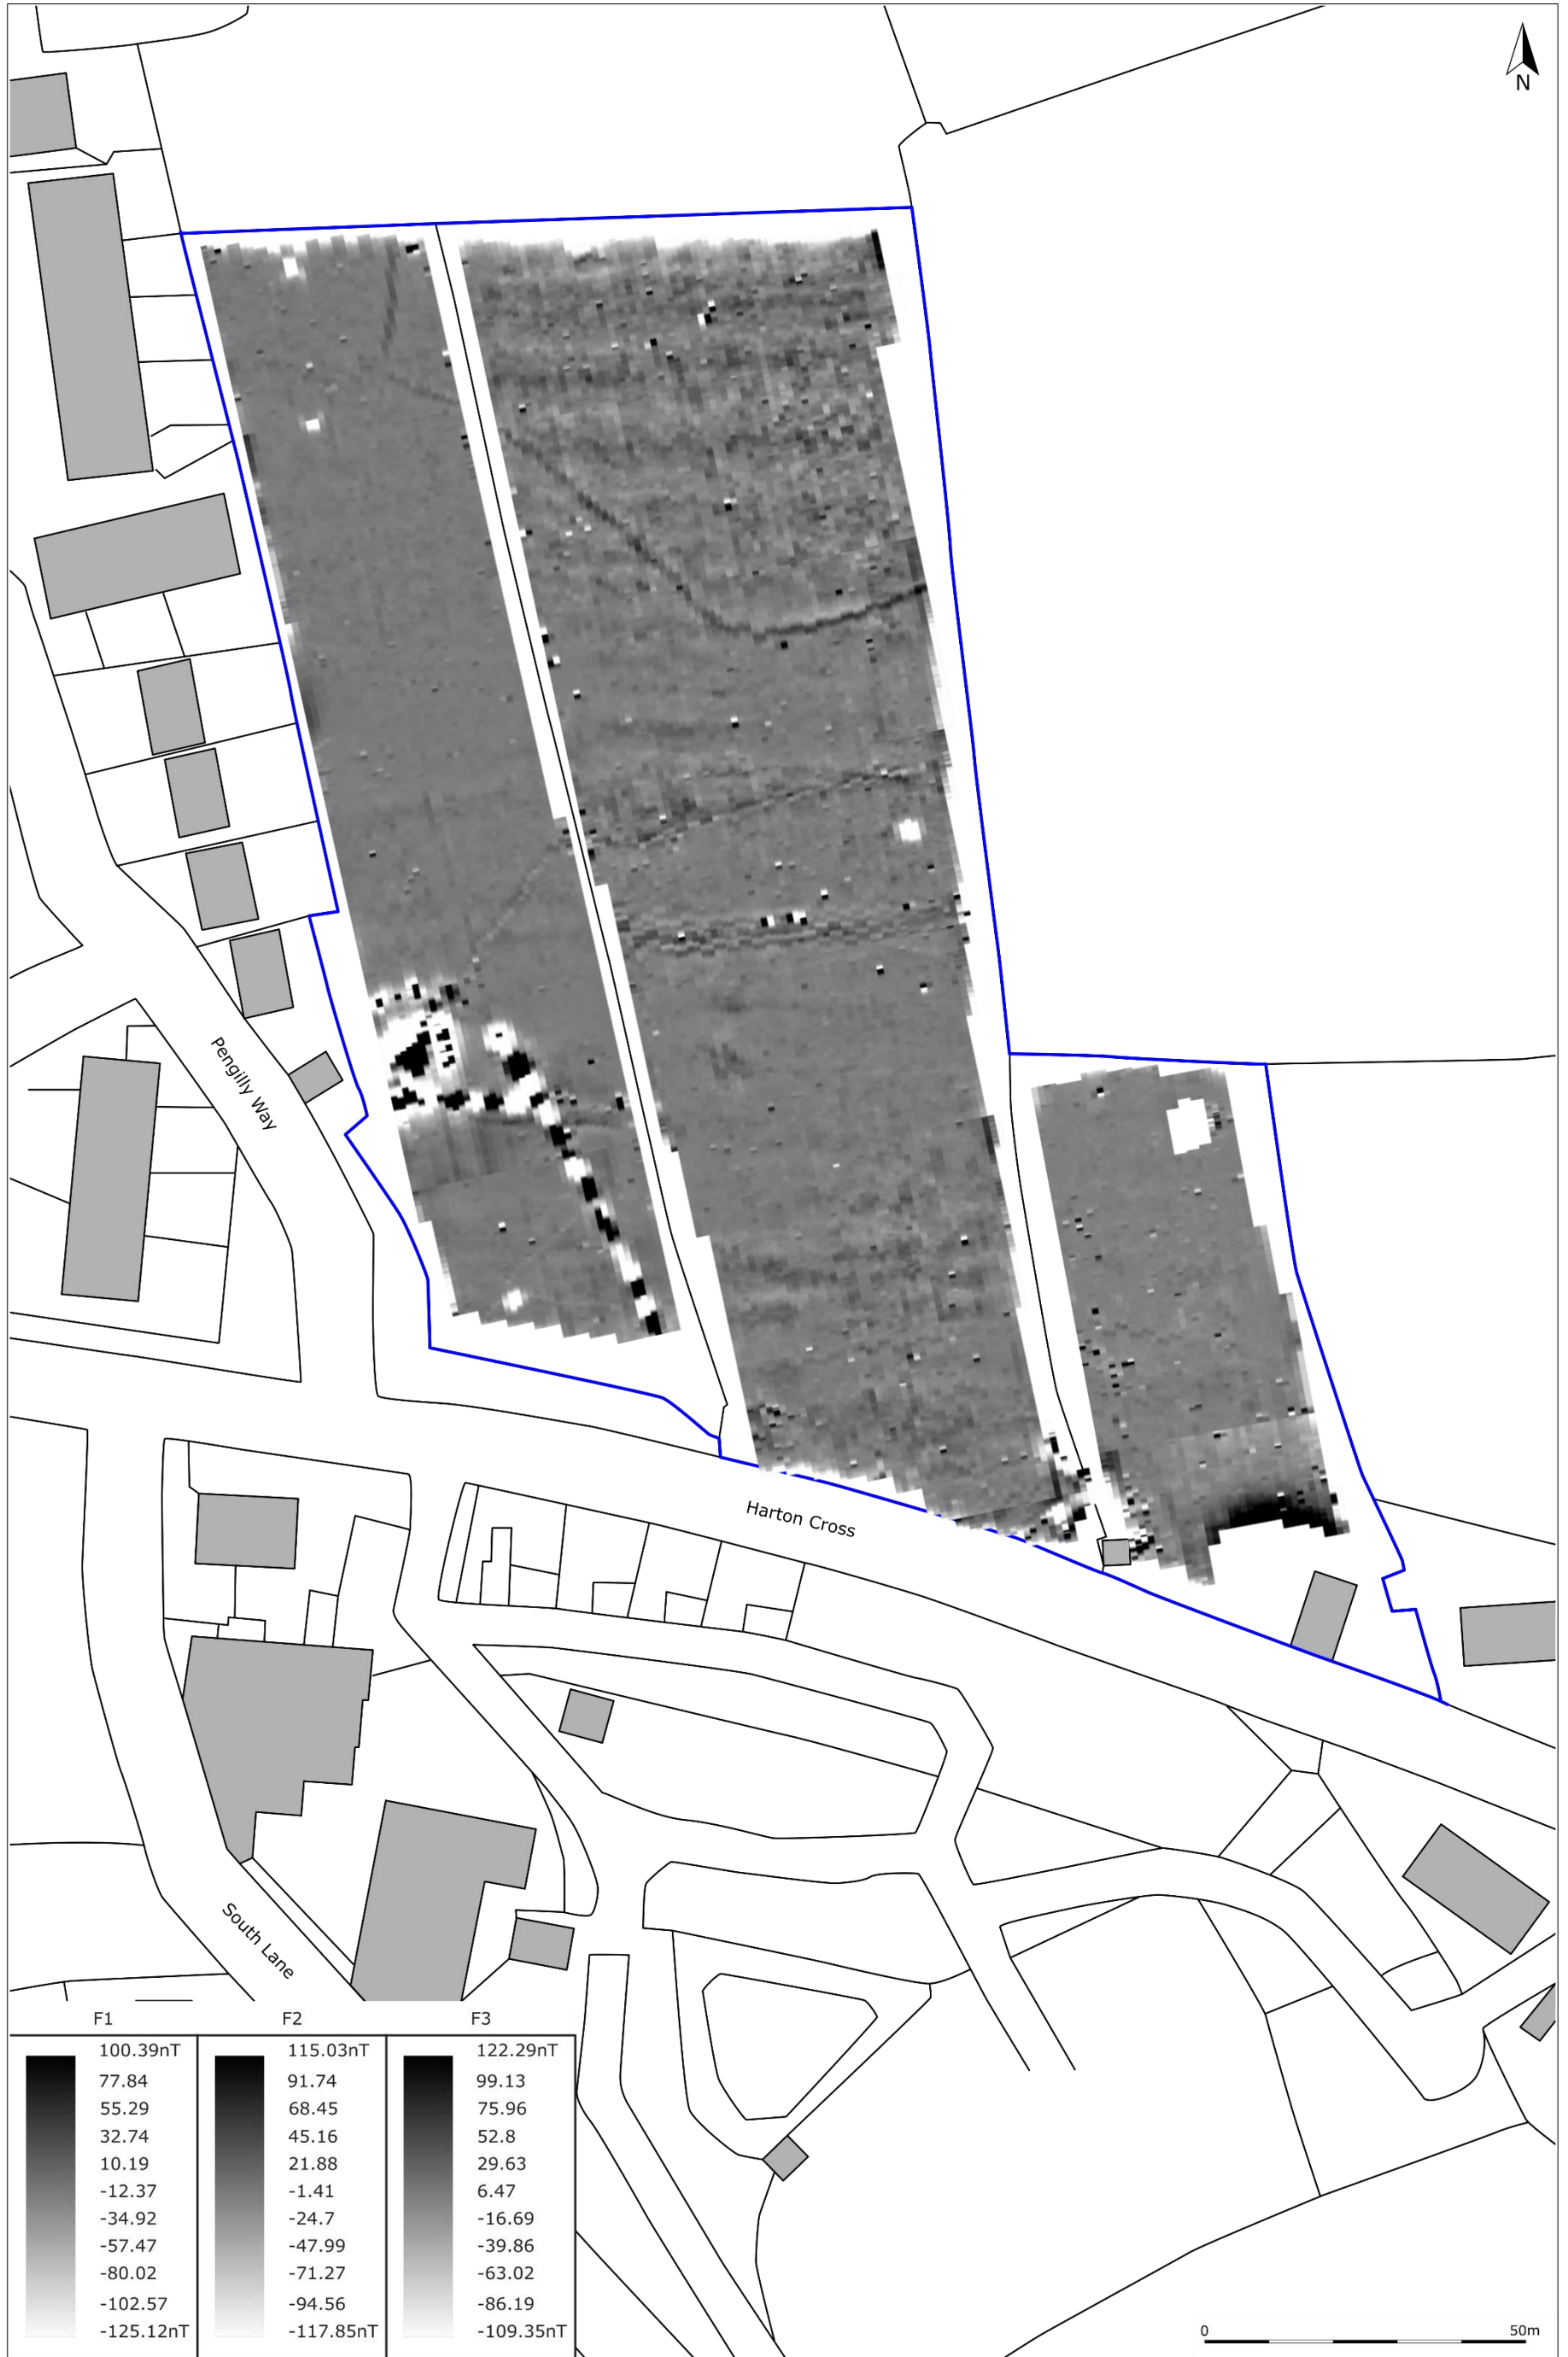 N
Pengilly Way
Harton Cross
South Lane
F1 F2 F3
100.39nT 115.03nT 122.29nT
77.84 91.74 99.13
55.29 68.45 75.96
32.74 45.16 52.8
10.19 21.88 29.63
-12.37 -1.41 6.47
-34.92 -24.7 -16.69
-57.47 -47.99 -39.86
-80.02 -71.27 -63.02
-102.57 -94.56 -86.19
-125.12nT -117.85nT -109.35nT
0 50m